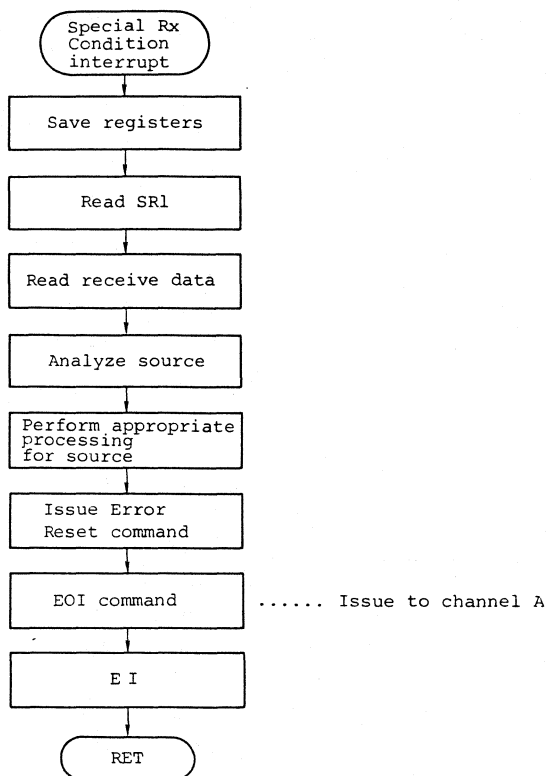 Special Rx
Condition
interrupt
Save registers
Read SR1
Read receive data
Analyze source
Perform appropriate
processing
for source
Issue Error
Reset command
EOI command ...... Issue to channel A
EI
RET